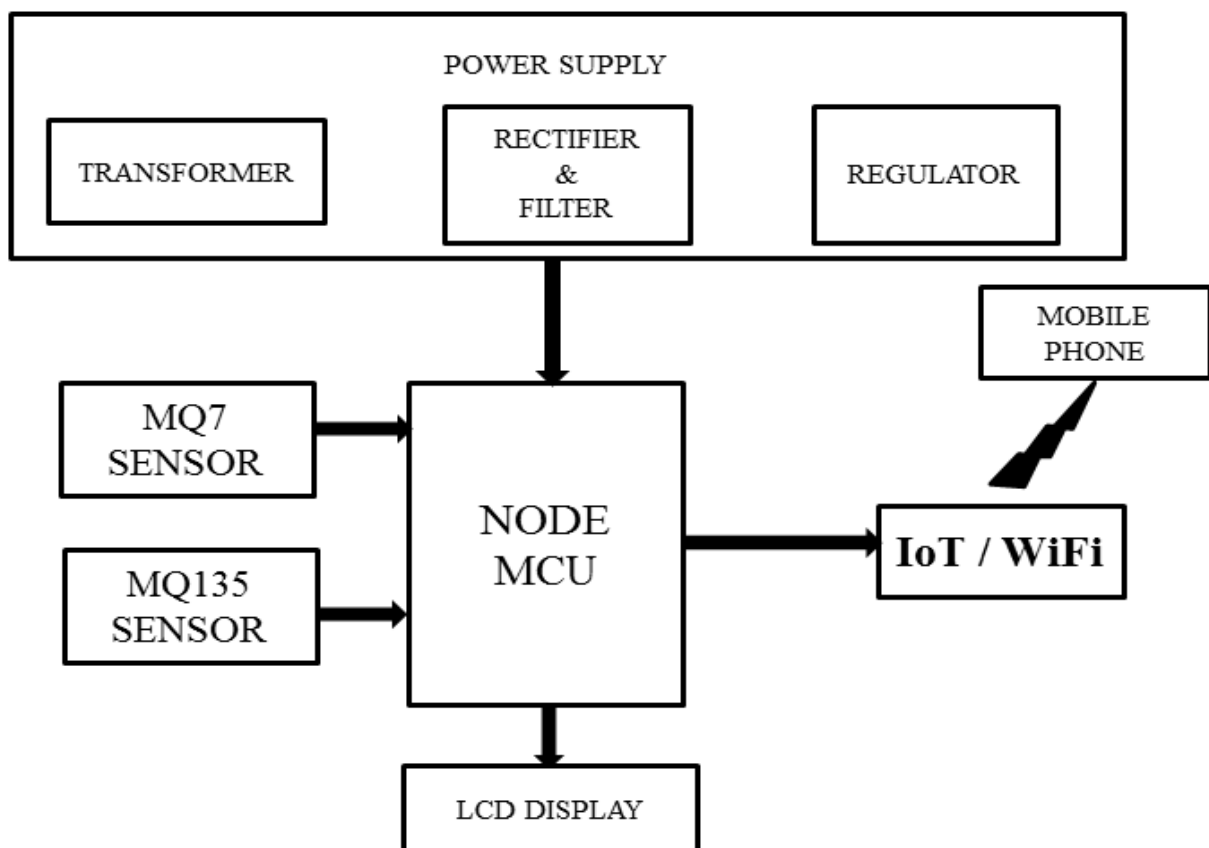 POWER SUPPLY
TRANSFORMER
RECTIFIER
&
FILTER
REGULATOR
MOBILE
PHONE
MQ7
SENSOR
NODE
MCU
IoT / WiFi
MQ135
SENSOR
LCD DISPLAY